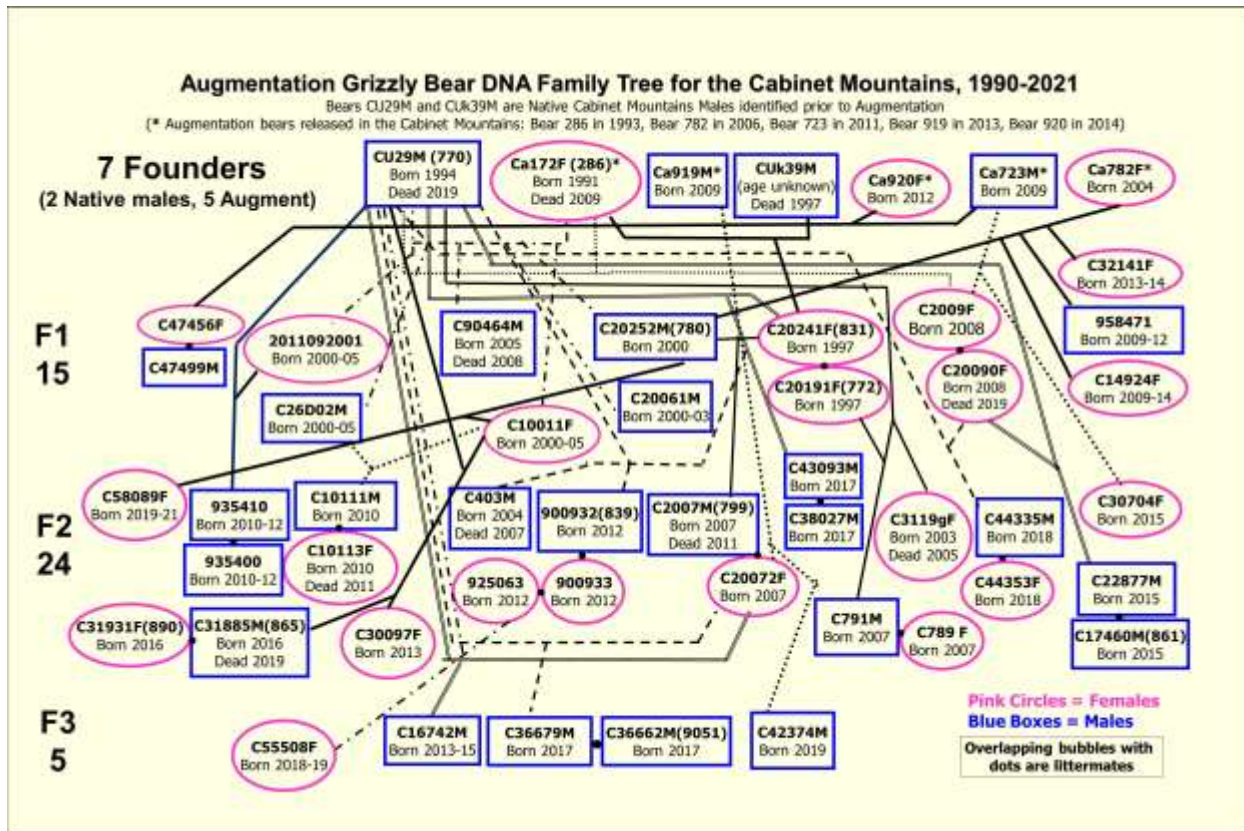 Augmentation Grizzly Bear DNA Family Tree for the Cabinet Mountains, 1990-2021
Bears CU29M and CUk39M are Native Cabinet Mountains Males identified prior to Augmentation
(* Augmentation bears released in the Cabinet Mountains: Bear 286 in 1993, Bear 782 in 2006, Bear 723 in 2011, Bear 919 in 2013, Bear 920 in 2014)
7 Founders
(2 Native males, 5 Augment)
CU29M (770)
Born 1994
Dead 2019
Ca172F (286)*
Born 1991
Dead 2009
Ca919M*
Born 2009
CUk39M
(age unknown)
Dead 1997
Ca920F*
Born 2012
Ca723M*
Born 2009
Ca782F*
Born 2004
F1
15
C47456F
C47499M
2011092001
Born 2000-05
C26D02M
Born 2000-05
C90464M
Born 2005
Dead 2008
C10011F
Born 2000-05
C20252M(780)
Born 2000
C20061M
Born 2000-03
C20241F(831)
Born 1997
C20191F(772)
Born 1997
C2009F
Born 2008
C20090F
Born 2008
Dead 2019
C32141F
Born 2013-14
958471
Born 2009-12
C14924F
Born 2009-14
F2
24
C58089F
Born 2019-21
935410
Born 2010-12
935400
Born 2010-12
C10111M
Born 2010
C10113F
Born 2010
Dead 2011
C403M
Born 2004
Dead 2007
900932(839)
Born 2012
925063
Born 2012
900933
Born 2012
C2007M(799)
Born 2007
Dead 2011
C20072F
Born 2007
C43093M
Born 2017
C38027M
Born 2017
C3119gF
Born 2003
Dead 2005
C44335M
Born 2018
C44353F
Born 2018
C30704F
Born 2015
C22877M
Born 2015
C17460M(861)
Born 2015
C31931F(890)
Born 2016
C31885M(865)
Born 2016
Dead 2019
C30097F
Born 2013
C791M
Born 2007
C789 F
Born 2007
F3
5
C55508F
Born 2018-19
C16742M
Born 2013-15
C36679M
Born 2017
C36662M(9051)
Born 2017
C42374M
Born 2019
Pink Circles = Females
Blue Boxes = Males
Overlapping bubbles with
dots are littermates